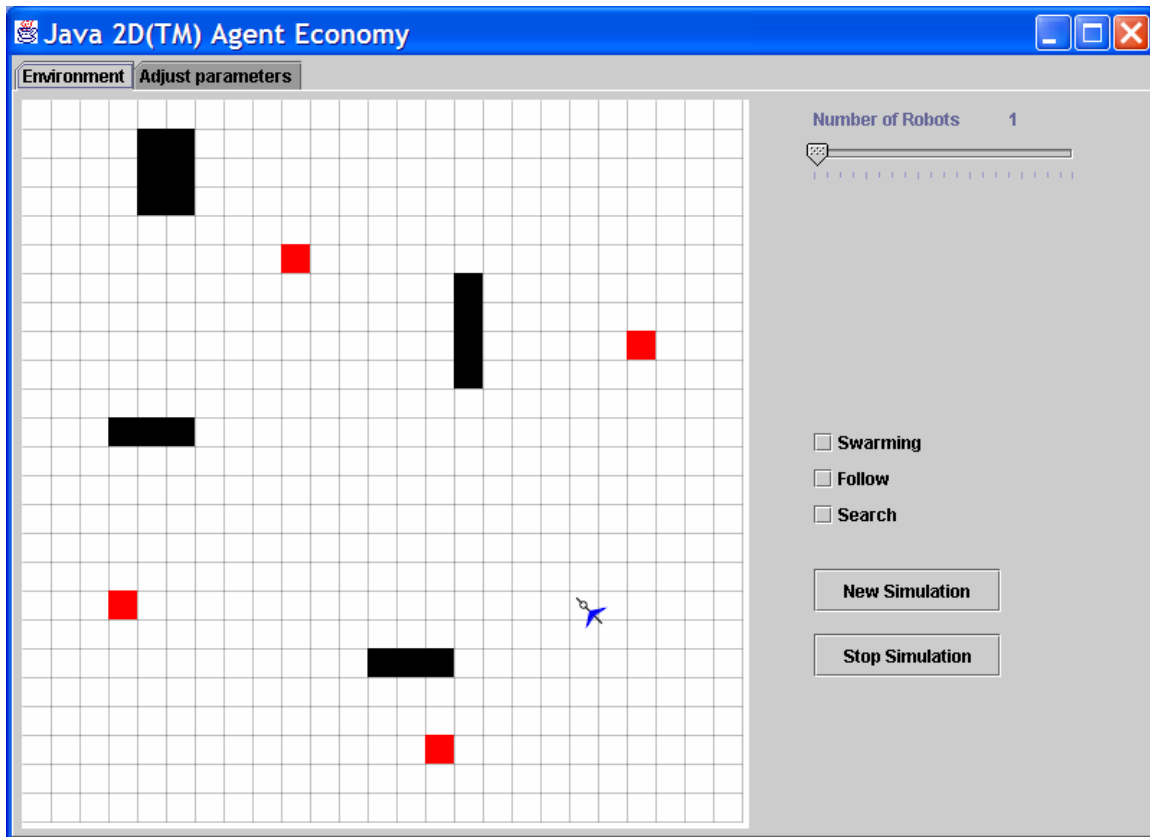 Java 2D(TM) Agent Economy
Environment Adjust parameters
Number of Robots 1
Swarming
Follow
Search
New Simulation
Stop Simulation